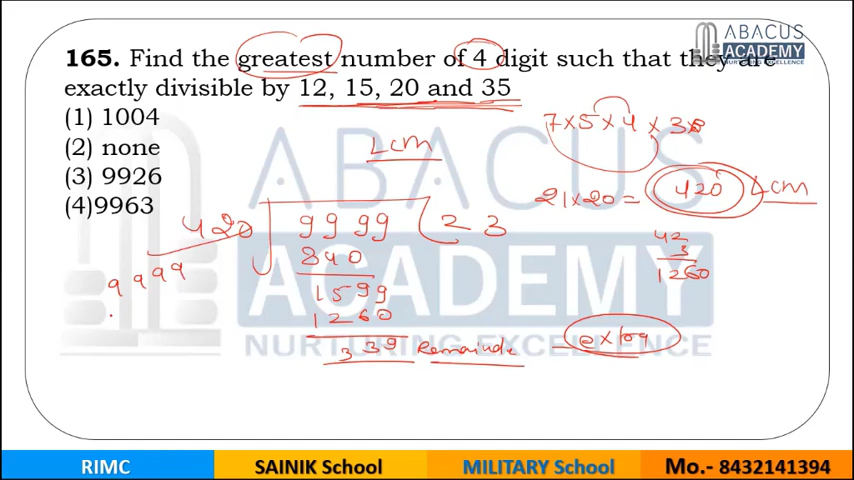 ABACUS
ACADEMY
NURTURING EXCELLENCE
165. Find the greatest number of 4 digit such that they are
exactly divisible by 12, 15, 20 and 35
(1) 1004
(2) none
(3) 9926
(4)9963
7×5×4×3
Lcm
21×20= 420 Lcm
420 9999 23
840
1599
1260
339 Remainde
9999
42
3
1260
ABACUS
ACADEMY
NURTURING EXCELLENCE
RIMC
SAINIK School
MILITARY School
Mo.- 8432141394